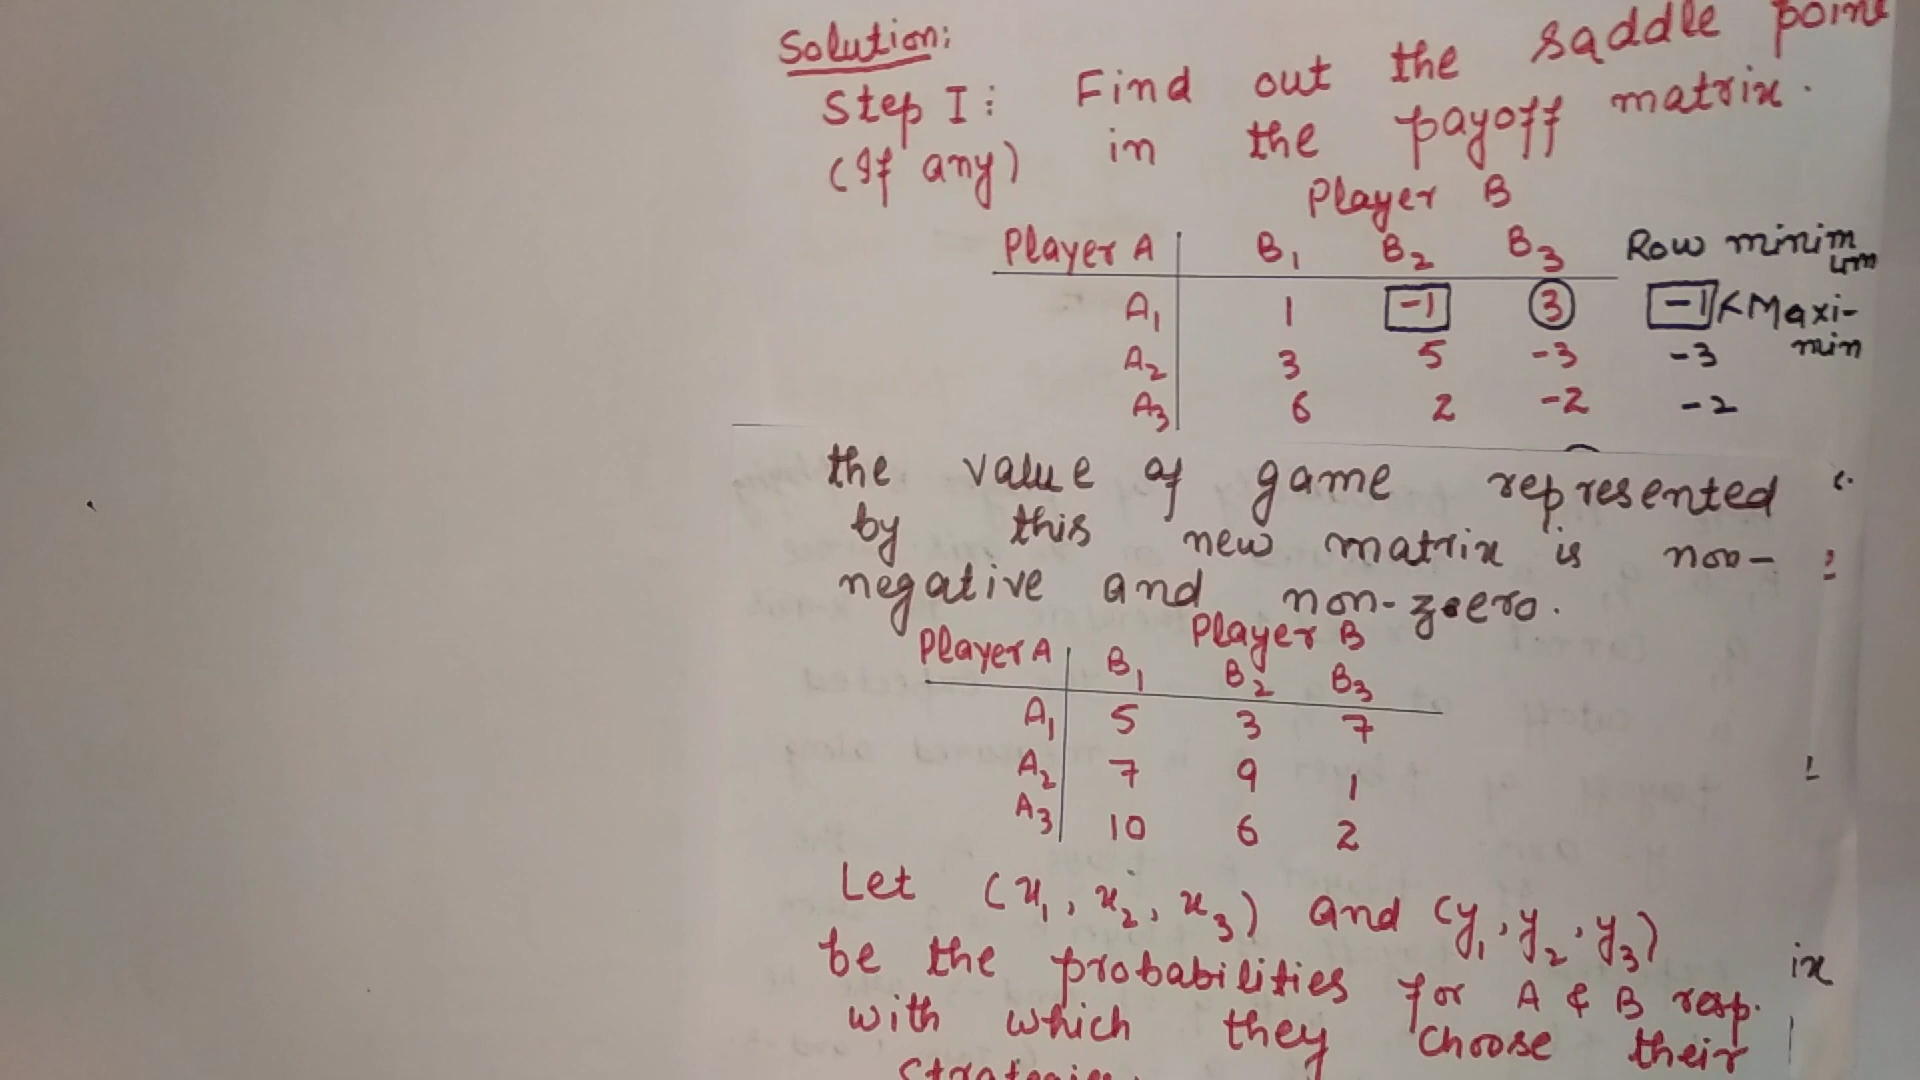 Solution:
Step I: Find out the saddle point
(If any) in the payoff matrix.
Player B
Player A B1 B2 B3 Row minimum
A1 1 -1 3 -1 < Maxi-
min
A2 3 5 -3 -3
A3 6 2 -2 -2
the value of game represented
by this new matrix is non-
negative and non-zero.
Player B
Player A B1 B2 B3
A1 5 3 7
A2 7 9 1
A3 10 6 2
Let (x1, x2, x3) and (y1, y2, y3)
be the probabilities for A & B resp.
with which they choose their